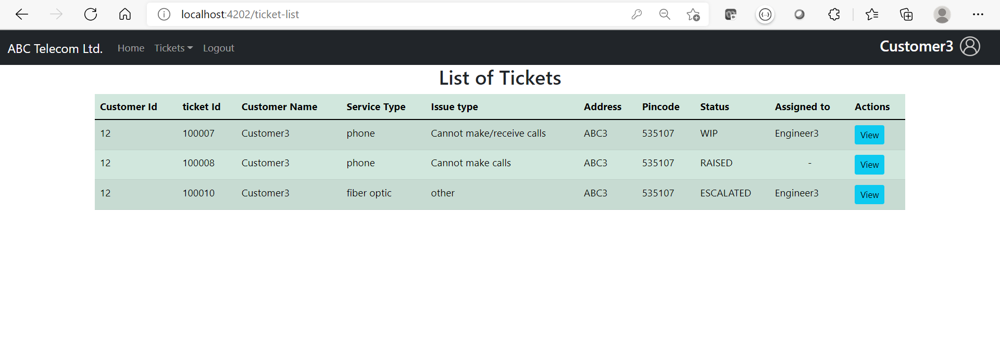 localhost:4202/ticket-list
ABC Telecom Ltd. Home Tickets Logout Customer3
List of Tickets
Customer Id ticket Id Customer Name Service Type Issue type Address Pincode Status Assigned to Actions
12 100007 Customer3 phone Cannot make/receive calls ABC3 535107 WIP Engineer3 View
12 100008 Customer3 phone Cannot make calls ABC3 535107 RAISED - View
12 100010 Customer3 fiber optic other ABC3 535107 ESCALATED Engineer3 View